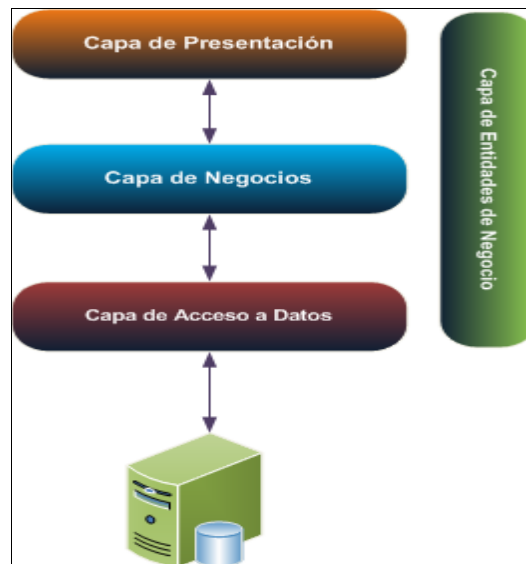 Capa de Presentación
Capa de Negocios
Capa de Acceso a Datos
Capa de Entidades de Negocio